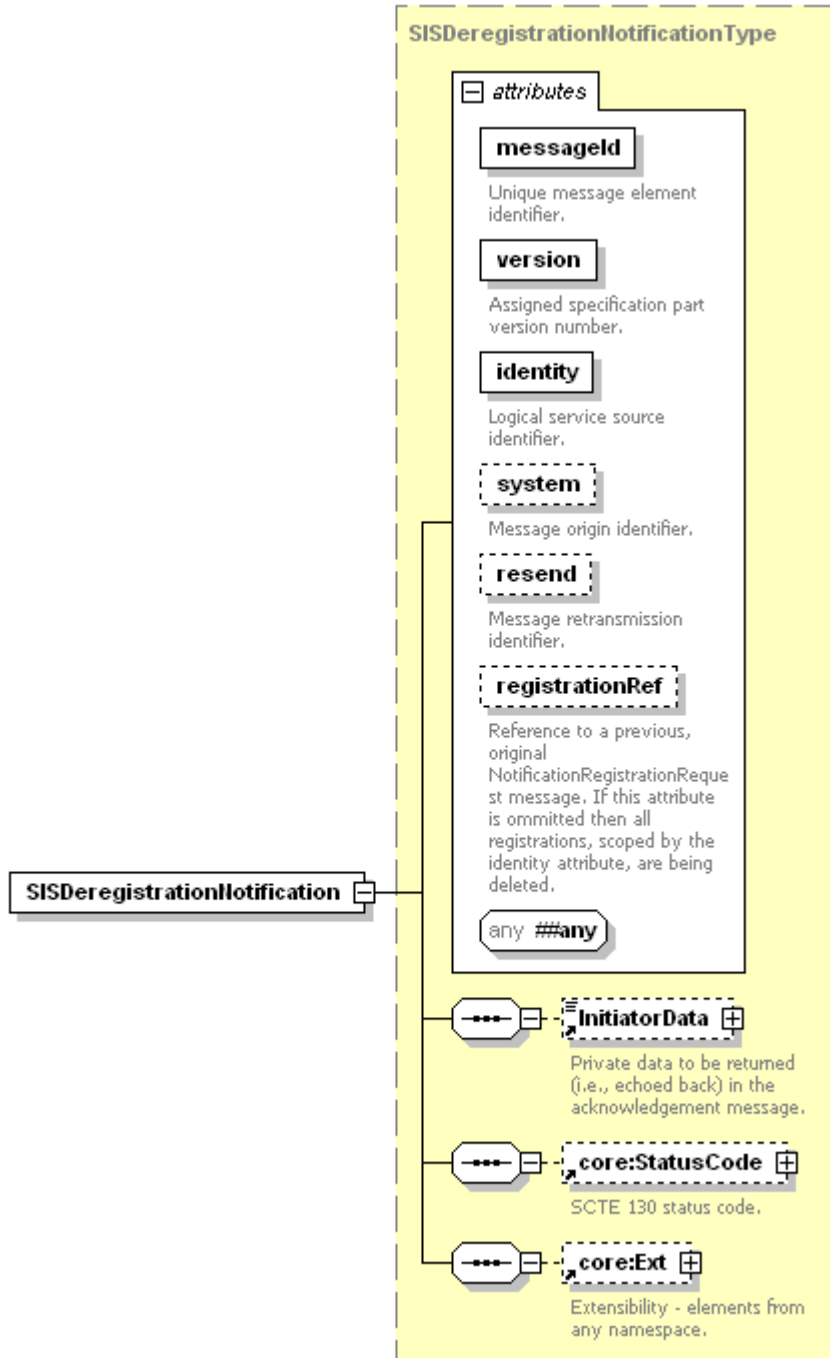 SISDeregistrationNotificationType
attributes
messageId
Unique message element
identifier.
version
Assigned specification part
version number.
identity
Logical service source
identifier.
system
Message origin identifier.
resend
Message retransmission
identifier.
registrationRef
Reference to a previous,
original
NotificationRegistrationReque
st message. If this attribute
is ommitted then all
registrations, scoped by the
identity attribute, are being
deleted.
SISDeregistrationNotification
any ##any
InitiatorData
Private data to be returned
(i.e., echoed back) in the
acknowledgement message.
core:StatusCode
SCTE 130 status code.
core:Ext
Extensibility - elements from
any namespace.